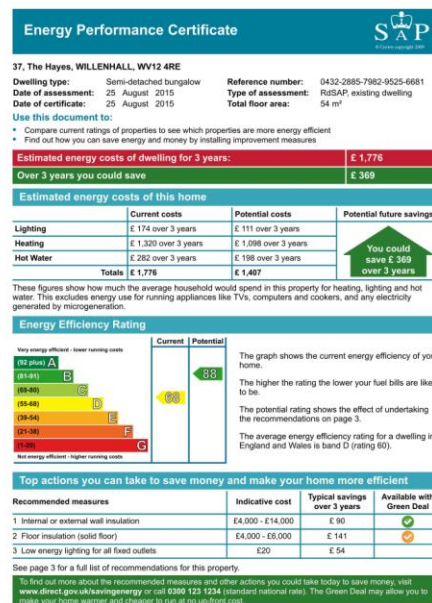 Energy Performance Certificate
SAP
37, The Hayes, WILLENHALL, WV12 4RE
Dwelling type: Semi-detached bungalow Reference number: 0432-2885-7982-9525-6681
Date of assessment: 25 August 2015 Type of assessment: RdSAP, existing dwelling
Date of certificate: 25 August 2015 Total floor area: 54 m²
Use this document to:
• Compare current ratings of properties to see which properties are more energy efficient
• Find out how you can save energy and money by installing improvement measures
Estimated energy costs of dwelling for 3 years: £ 1,776
Over 3 years you could save £ 369
Estimated energy costs of this home
Current costs Potential costs Potential future savings
Lighting £ 174 over 3 years £ 111 over 3 years
Heating £ 1,320 over 3 years £ 1,098 over 3 years
Hot Water £ 282 over 3 years £ 198 over 3 years
Totals £ 1,776 £ 1,407
You could
save £ 369
over 3 years
These figures show how much the average household would spend in this property for heating, lighting and hot
water. This excludes energy use for running appliances like TVs, computers and cookers, and any electricity
generated by microgeneration.
Energy Efficiency Rating
Current Potential
Very energy efficient - lower running costs
(92 plus) A
(81-91) B
(69-80) C
(55-68) D
(39-54) E
(21-38) F
(1-20) G
Not energy efficient - higher running costs
68
88
The graph shows the current energy efficiency of your
home.
The higher the rating the lower your fuel bills are like
to be.
The potential rating shows the effect of undertaking
the recommendations on page 3.
The average energy efficiency rating for a dwelling in
England and Wales is band D (rating 60).
Top actions you can take to save money and make your home more efficient
Recommended measures Indicative cost Typical savings over 3 years Available with Green Deal
1 Internal or external wall insulation £4,000 - £14,000 £ 90
2 Floor insulation (solid floor) £4,000 - £6,000 £ 141
3 Low energy lighting for all fixed outlets £20 £ 54
See page 3 for a full list of recommendations for this property.
To find out more about the recommended measures and other actions you could take today to save money, visit
www.direct.gov.uk/savingenergy or call 0300 123 1234 (standard national rate). The Green Deal may allow you to
make your home warmer and cheaper to run at no up-front cost.